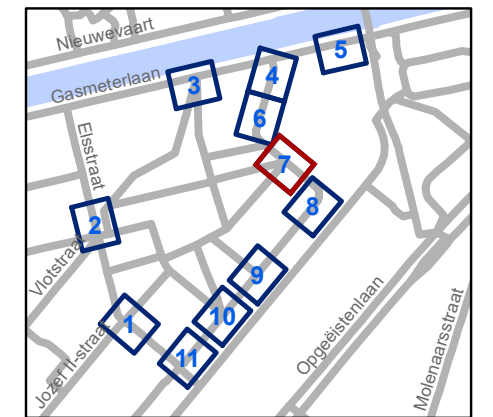 Nieuwevaart
5
4
Gasmeterlaan
3
6
Elsstraat
7
8
2
Vlotstraat
9
Opgeëistenlaan
10
1
Molenaarsstraat
Jozef II-straat
11